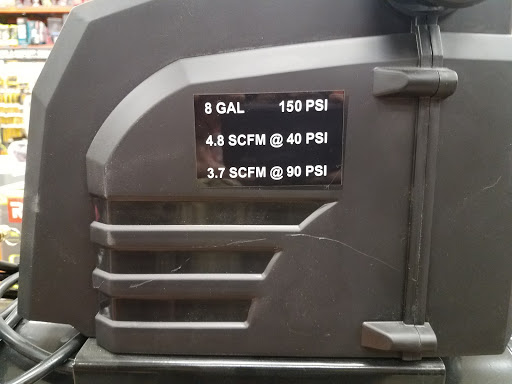 8 GAL 150 PSI
4.8 SCFM @ 40 PSI
3.7 SCFM @ 90 PSI